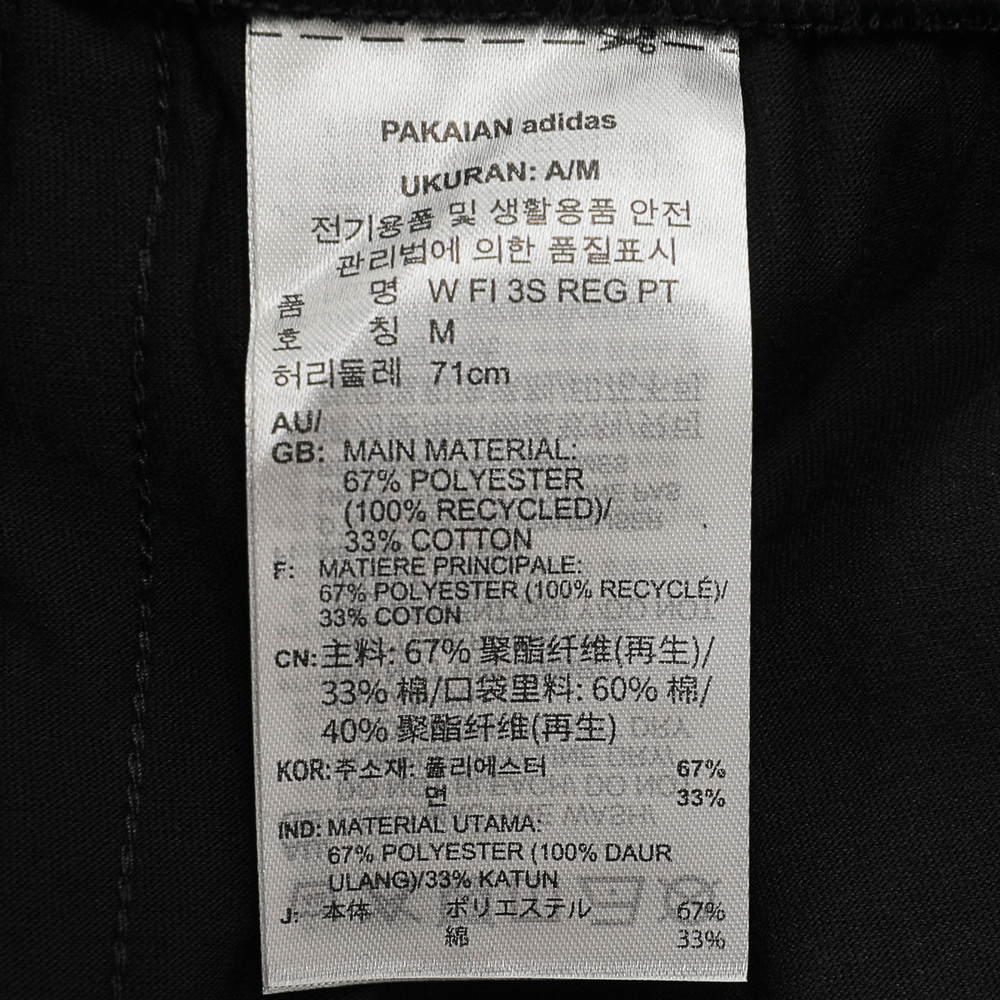 PAKAIAN adidas
UKURAN: A/M
전기용품 및 생활용품 안전
관리법에 의한 품질표시
품 명 W FI 3S REG PT
호 칭 M
허리둘레 71cm
AU/
GB: MAIN MATERIAL:
67% POLYESTER
(100% RECYCLED)/
33% COTTON
F: MATIERE PRINCIPALE:
67% POLYESTER (100% RECYCLÉ)/
33% COTON
CN:主料: 67% 聚酯纤维(再生)/
33% 棉/口袋里料: 60% 棉/
40% 聚酯纤维(再生)
KOR:주소재: 폴리에스터 67%
면 33%
IND: MATERIAL UTAMA:
67% POLYESTER (100% DAUR
ULANG)/33% KATUN
J: 本体 ポリエステル 67%
綿 33%